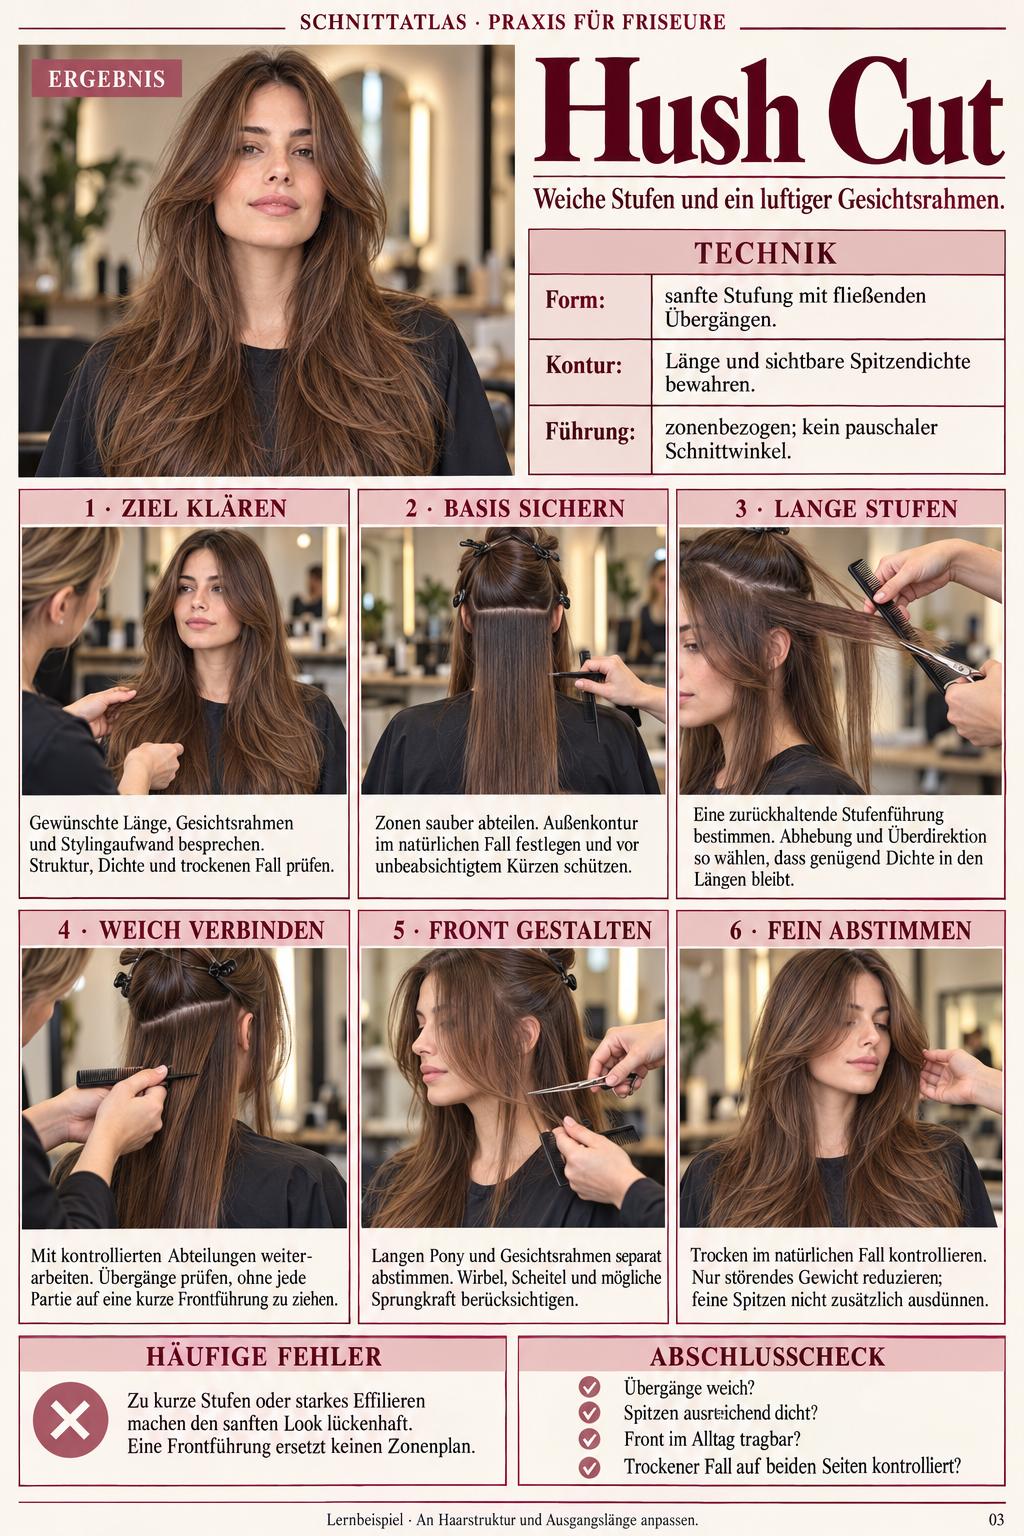 SCHNITTATLAS · PRAXIS FÜR FRISEURE
ERGEBNIS
Hush Cut
Weiche Stufen und ein luftiger Gesichtsrahmen.
TECHNIK
Form:
sanfte Stufung mit fließenden
Übergängen.
Kontur:
Länge und sichtbare Spitzendichte
bewahren.
Führung:
zonenbezogen; kein pauschaler
Schnittwinkel.
1 · ZIEL KLÄREN
Gewünschte Länge, Gesichtsrahmen
und Stylingaufwand besprechen.
Struktur, Dichte und trockenen Fall prüfen.
2 · BASIS SICHERN
Zonen sauber abteilen. Außenkontur
im natürlichen Fall festlegen und vor
unbeabsichtigtem Kürzen schützen.
3 · LANGE STUFEN
Eine zurückhaltende Stufenführung
bestimmen. Abhebung und Überdirektion
so wählen, dass genügend Dichte in den
Längen bleibt.
4 · WEICH VERBINDEN
Mit kontrollierten Abteilungen weiter-
arbeiten. Übergänge prüfen, ohne jede
Partie auf eine kurze Frontführung zu ziehen.
5 · FRONT GESTALTEN
Langen Pony und Gesichtsrahmen separat
abstimmen. Wirbel, Scheitel und mögliche
Sprungkraft berücksichtigen.
6 · FEIN ABSTIMMEN
Trocken im natürlichen Fall kontrollieren.
Nur störendes Gewicht reduzieren;
feine Spitzen nicht zusätzlich ausdünnen.
HÄUFIGE FEHLER
Zu kurze Stufen oder starkes Effilieren
machen den sanften Look lückenhaft.
Eine Frontführung ersetzt keinen Zonenplan.
ABSCHLUSSCHECK
Übergänge weich?
Spitzen ausreichend dicht?
Front im Alltag tragbar?
Trockener Fall auf beiden Seiten kontrolliert?
Lernbeispiel · An Haarstruktur und Ausgangslänge anpassen.
03